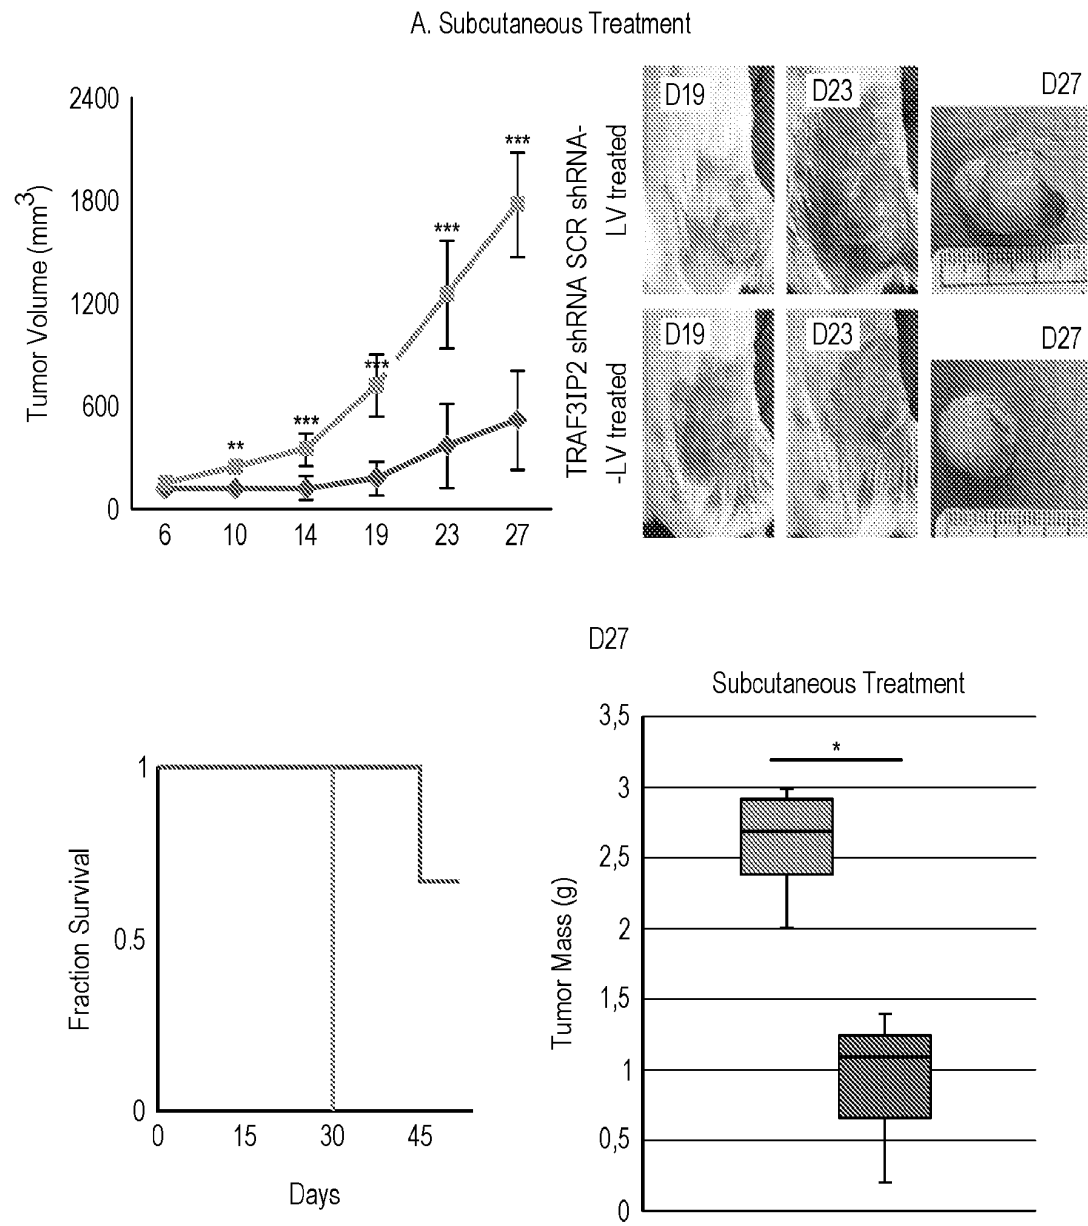 A. Subcutaneous Treatment
Tumor Volume (mm³)
2400
1800
1200
600
0
6 10 14 19 23 27
**
***
***
***
***
TRAF3IP2 shRNA SCR shRNA-
-LV treated LV treated
D19 D23 D27
D19 D23 D27
Fraction Survival
1
0.5
0
0 15 30 45
Days
D27
Subcutaneous Treatment
Tumor Mass (g)
3,5
3
2,5
2
1,5
1
0,5
0
*